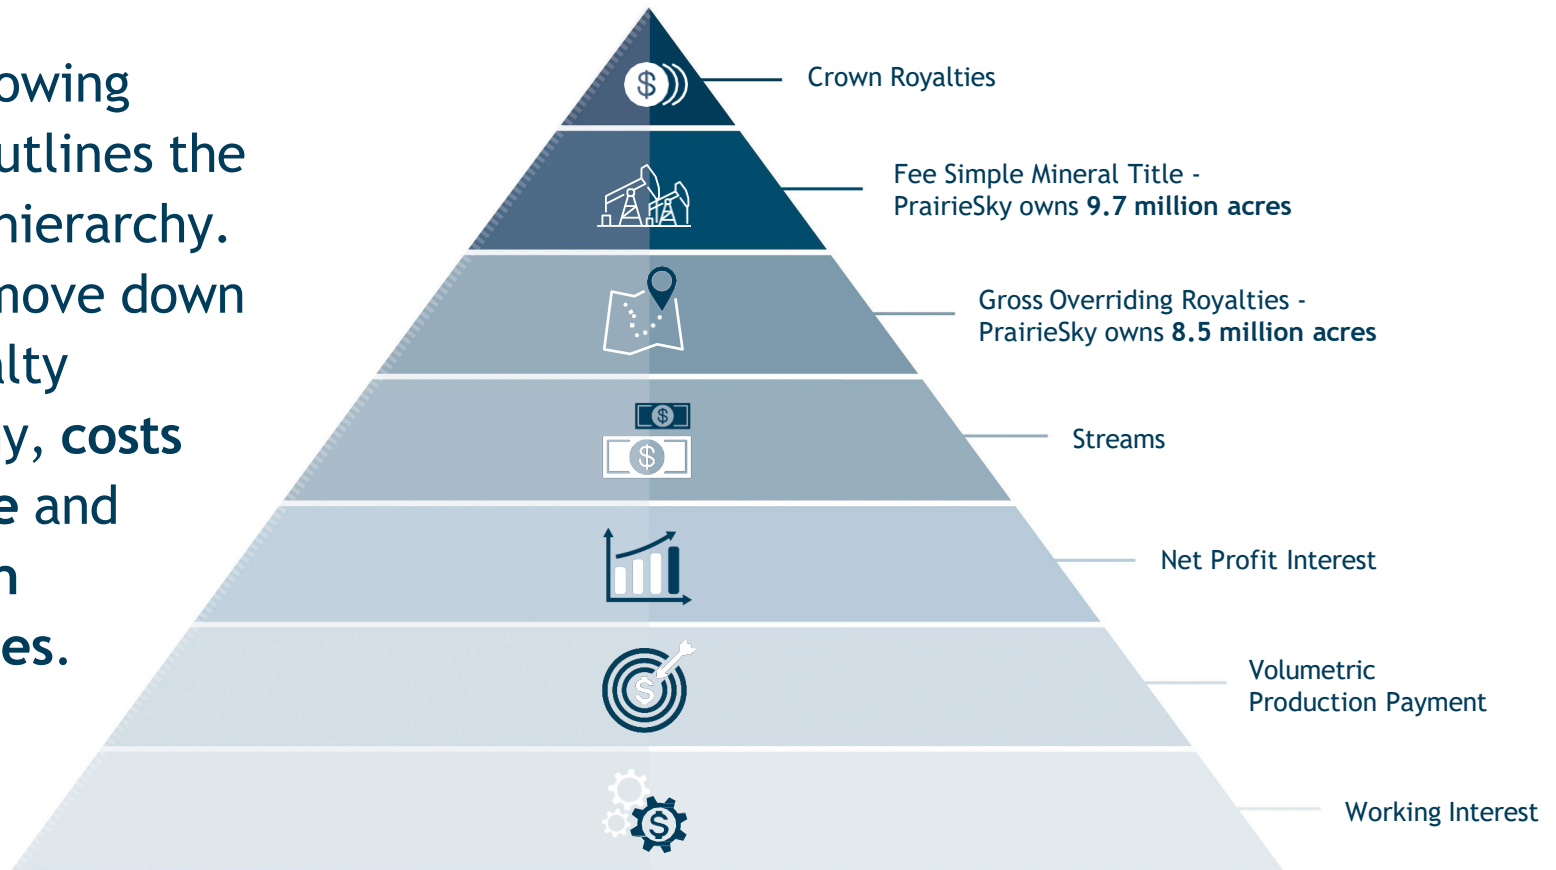 owing
utlines the
hierarchy.
move down
alty
y, costs
e and
n
es.
Crown Royalties
Fee Simple Mineral Title -
PrairieSky owns 9.7 million acres
Gross Overriding Royalties -
PrairieSky owns 8.5 million acres
$
$
$
Streams
Net Profit Interest
$
Volumetric
Production Payment
$
Working Interest